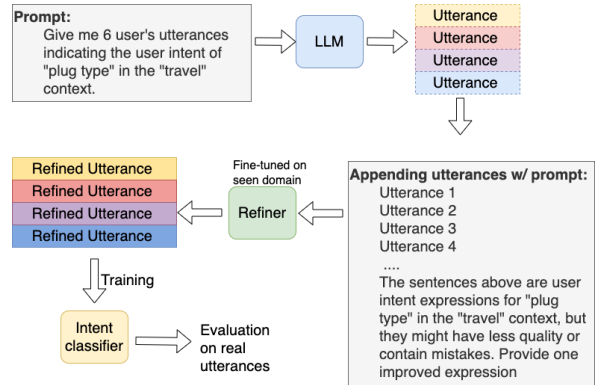 Prompt:
Give me 6 user's utterances
indicating the user intent of
"plug type" in the "travel"
context.
LLM
Utterance
Utterance
Utterance
Utterance
Appending utterances w/ prompt:
Utterance 1
Utterance 2
Utterance 3
Utterance 4
....
The sentences above are user
intent expressions for "plug
type" in the "travel" context, but
they might have less quality or
contain mistakes. Provide one
improved expression
Fine-tuned on
seen domain
Refiner
Refined Utterance
Refined Utterance
Refined Utterance
Refined Utterance
Training
Intent
classifier
Evaluation
on real
utterances